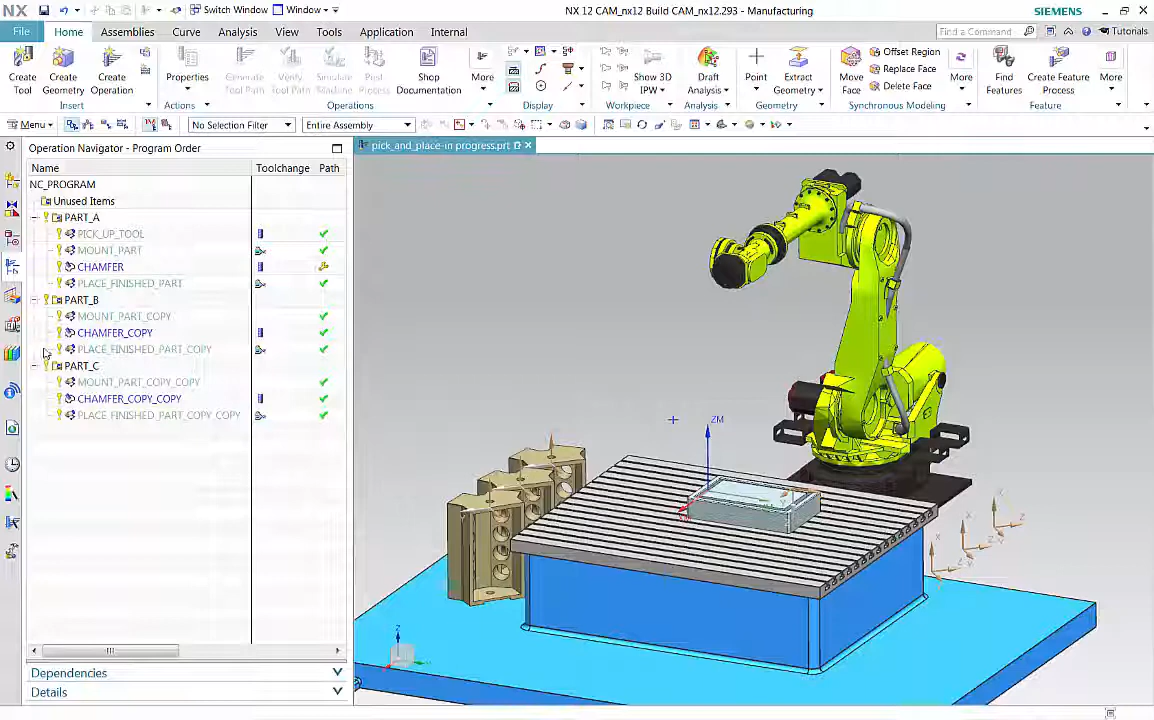 NX Switch Window Window NX 12 CAM_nx12 Build CAM_nx12.293 - Manufacturing SIEMENS
File Home Assemblies Curve Analysis View Tools Application Internal Find a Command Tutorials
Create Tool Create Geometry Create Operation Properties Generate Tool Path Verify Tool Path Simulate Machine Post Process Shop Documentation More Show 3D IPW Draft Analysis Point Extract Geometry Move Face Offset Region Replace Face Delete Face More Find Features Create Feature Process More
Insert Actions Operations Display Workpiece Analysis Geometry Synchronous Modeling Feature
Menu No Selection Filter Entire Assembly
Operation Navigator - Program Order pick_and_place-in progress.prt
Name Toolchange Path
NC_PROGRAM
Unused Items
PART_A
PICK_UP_TOOL
MOUNT_PART
CHAMFER
PLACE_FINISHED_PART
PART_B
MOUNT_PART_COPY
CHAMFER_COPY
PLACE_FINISHED_PART_COPY
PART_C
MOUNT_PART_COPY_COPY
CHAMFER_COPY_COPY
PLACE_FINISHED_PART_COPY COPY
ZM
X
X
Z
X
Z
Z
Z
Dependencies
Details